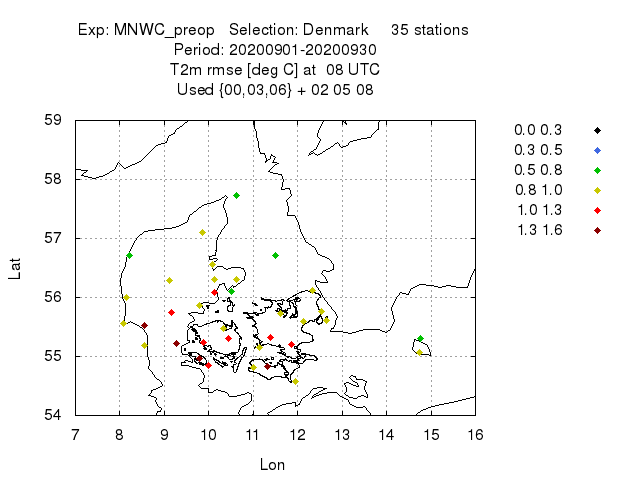 Exp: MNWC_preop   Selection: Denmark     35 stations
Period: 20200901-20200930
T2m rmse [deg C] at  08 UTC
Used {00,03,06} + 02 05 08
59
58
57
56
55
54
Lat
7 8 9 10 11 12 13 14 15 16
Lon
0.0 0.3
0.3 0.5
0.5 0.8
0.8 1.0
1.0 1.3
1.3 1.6